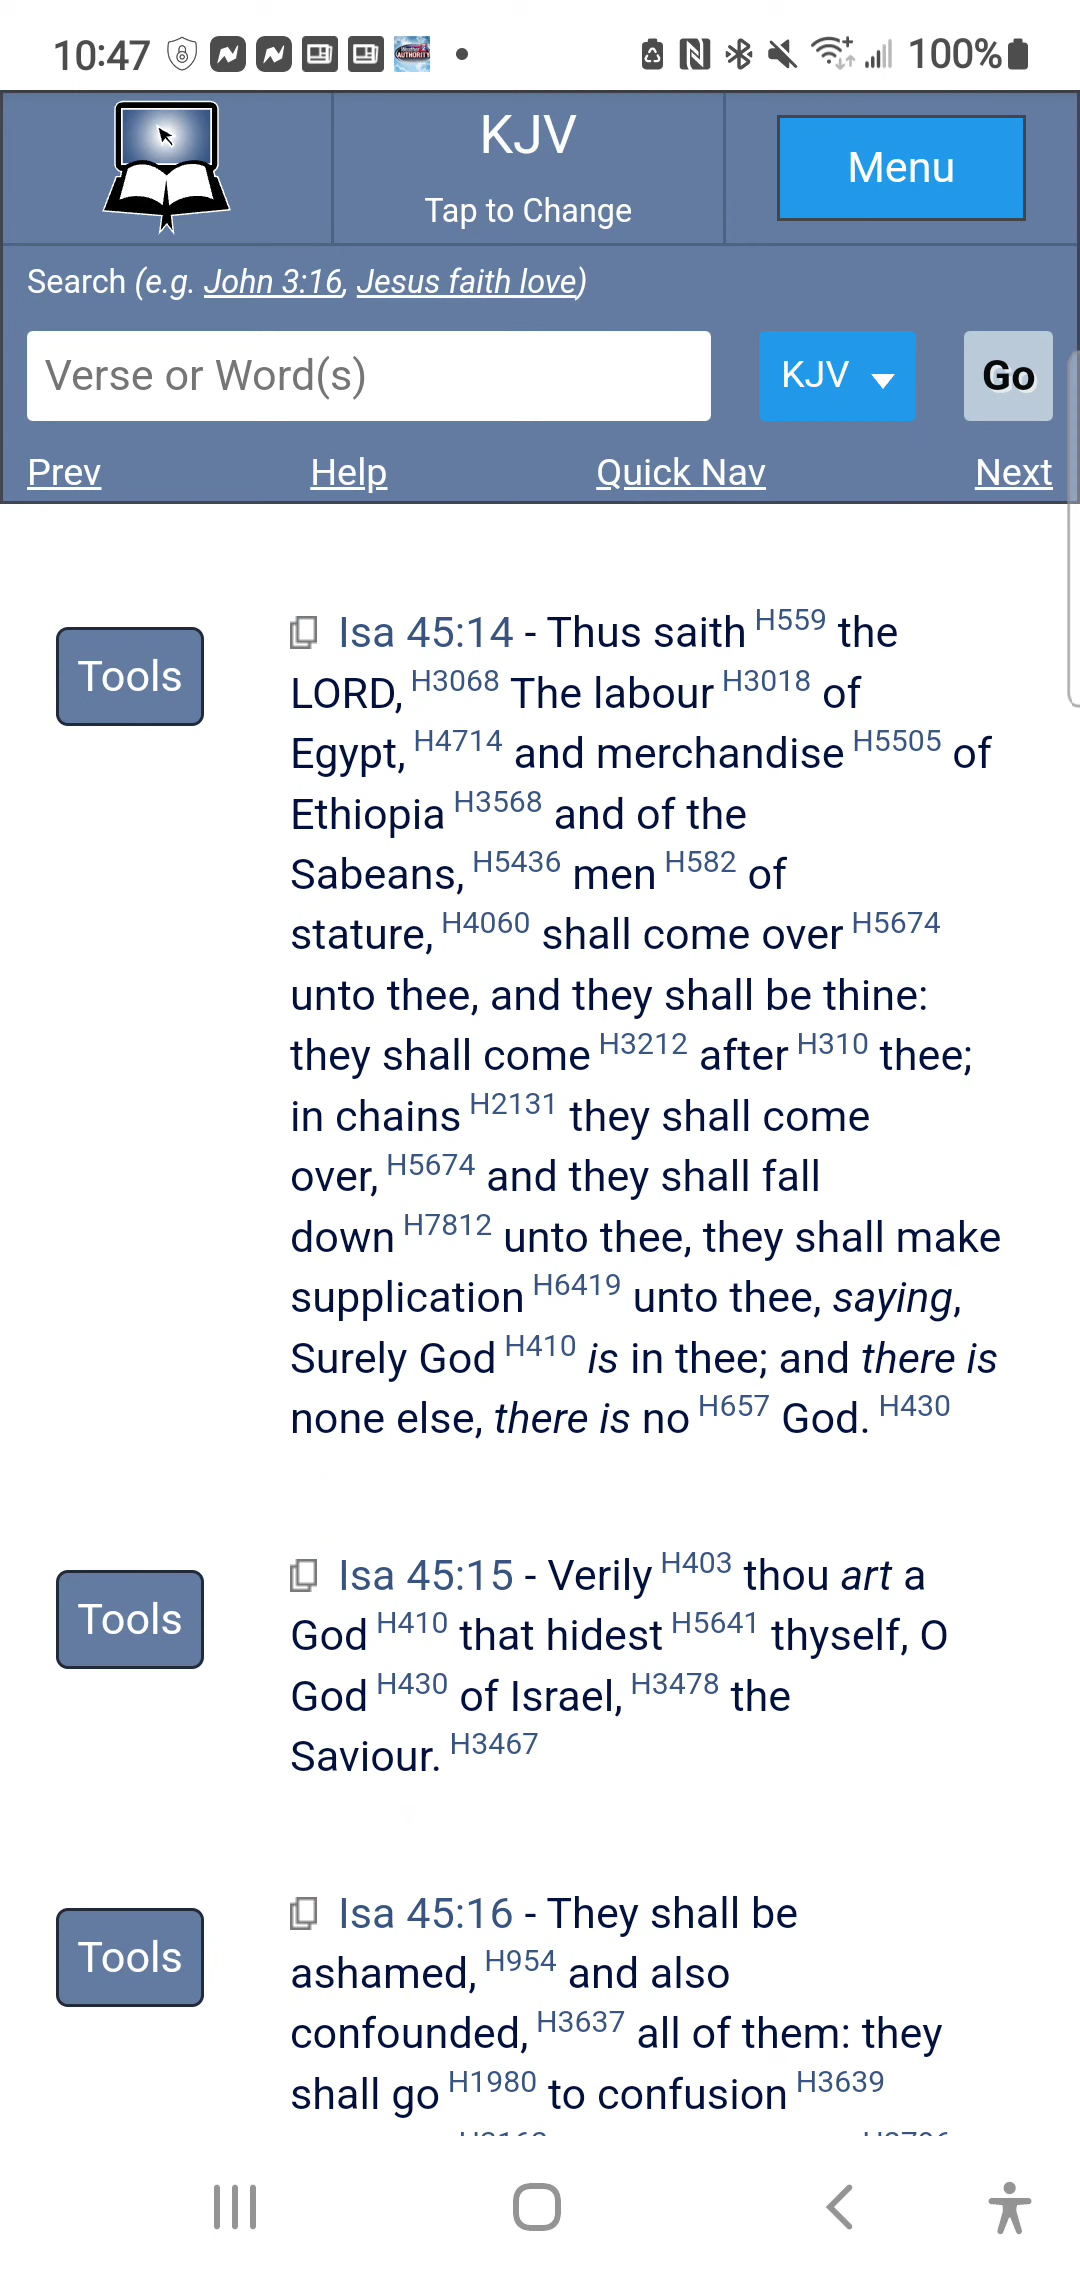 10:47
100%
KJV
Tap to Change
Menu
Search (e.g. John 3:16, Jesus faith love)
Verse or Word(s)
KJV
Go
Prev Help Quick Nav Next
Tools
Isa 45:14 - Thus saith H559 the
LORD, H3068 The labour H3018 of
Egypt, H4714 and merchandise H5505 of
Ethiopia H3568 and of the
Sabeans, H5436 men H582 of
stature, H4060 shall come over H5674
unto thee, and they shall be thine:
they shall come H3212 after H310 thee;
in chains H2131 they shall come
over, H5674 and they shall fall
down H7812 unto thee, they shall make
supplication H6419 unto thee, saying,
Surely God H410 is in thee; and there is
none else, there is no H657 God. H430
Tools
Isa 45:15 - Verily H403 thou art a
God H410 that hidest H5641 thyself, O
God H430 of Israel, H3478 the
Saviour. H3467
Tools
Isa 45:16 - They shall be
ashamed, H954 and also
confounded, H3637 all of them: they
shall go H1980 to confusion H3639